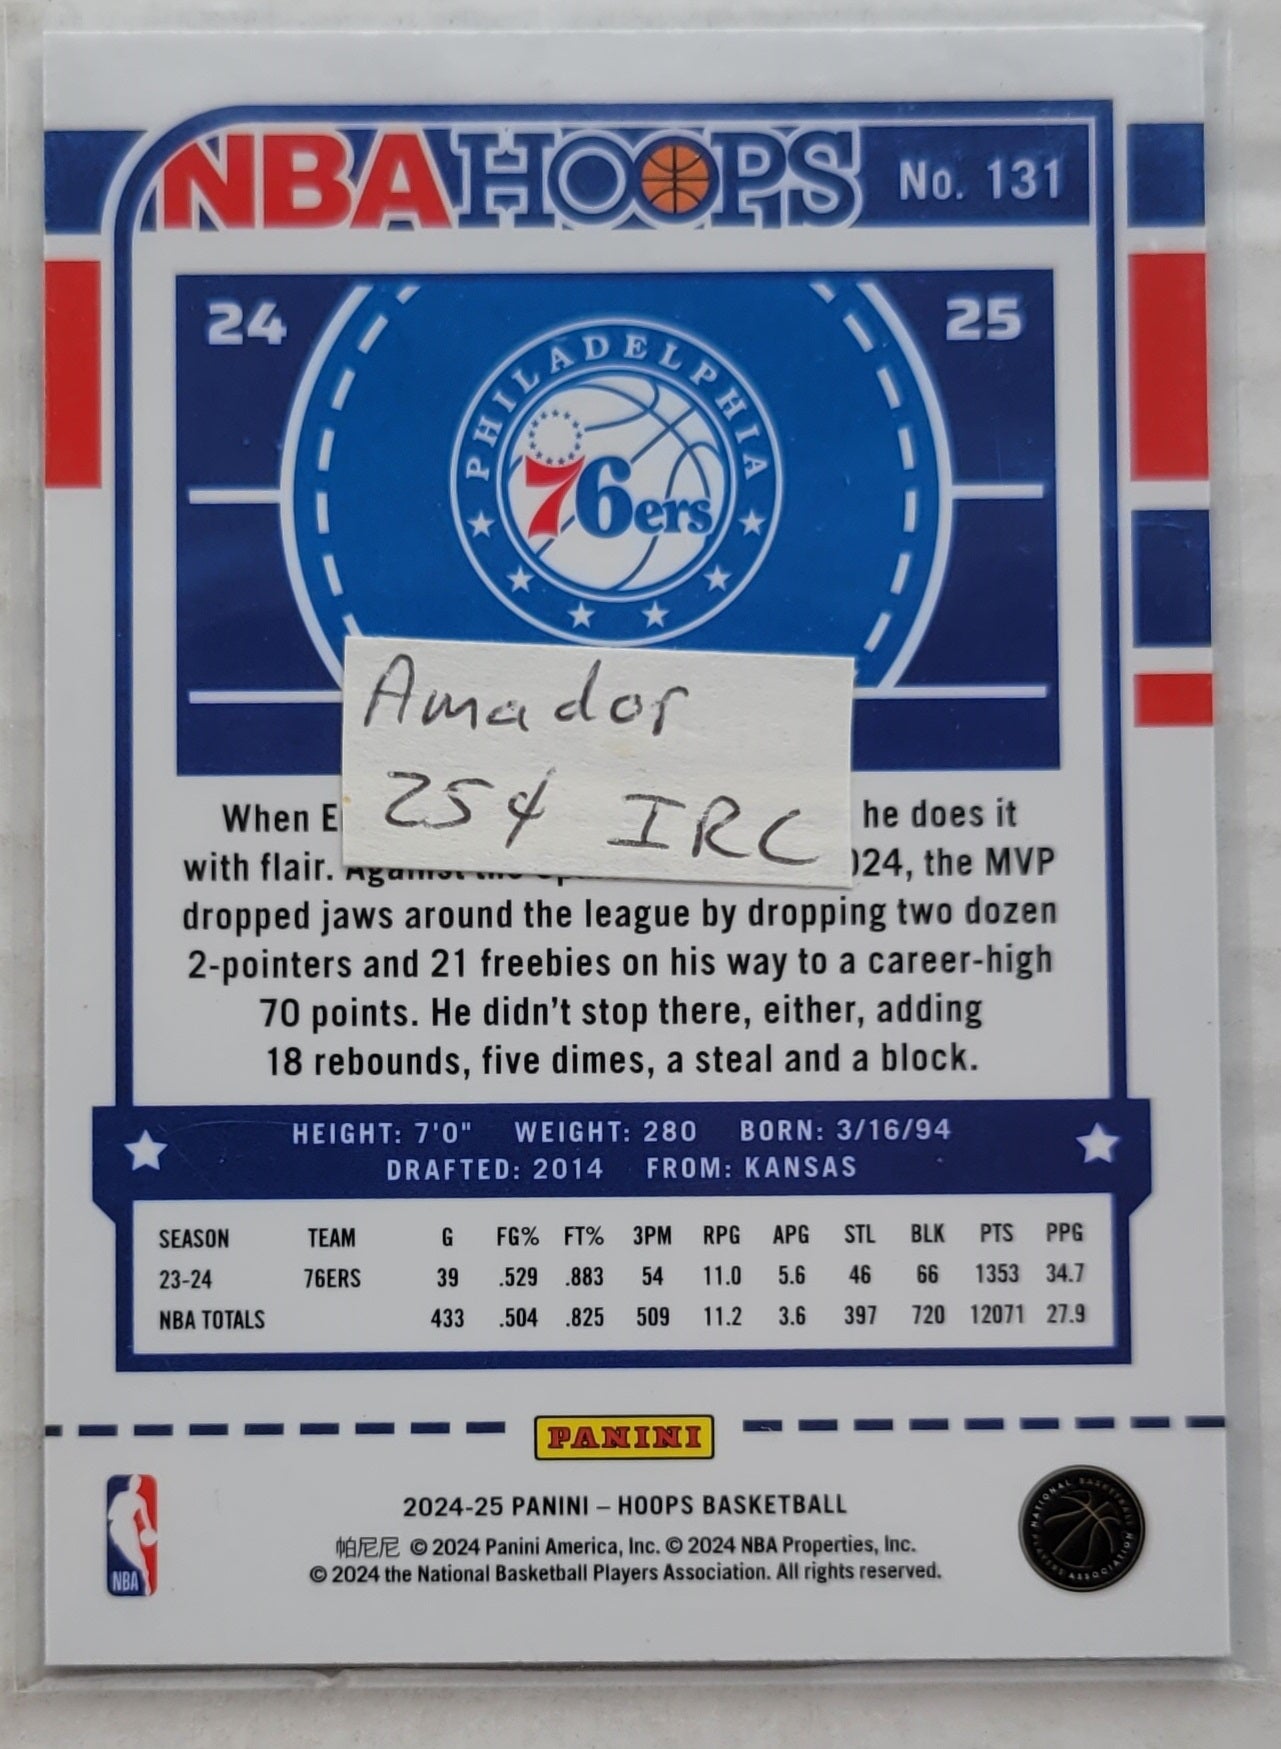 NBA HOOPS No. 131
24 25
PHILADELPHIA
76ers
Amador
25¢ IRC
When E he does it
with flair. Against the 024, the MVP
dropped jaws around the league by dropping two dozen
2-pointers and 21 freebies on his way to a career-high
70 points. He didn't stop there, either, adding
18 rebounds, five dimes, a steal and a block.
HEIGHT: 7'0" WEIGHT: 280 BORN: 3/16/94
DRAFTED: 2014 FROM: KANSAS
SEASON TEAM G FG% FT% 3PM RPG APG STL BLK PTS PPG
23-24 76ERS 39 .529 .883 54 11.0 5.6 46 66 1353 34.7
NBA TOTALS 433 .504 .825 509 11.2 3.6 397 720 12071 27.9
PANINI
2024-25 PANINI – HOOPS BASKETBALL
帕尼尼 © 2024 Panini America, Inc. © 2024 NBA Properties, Inc.
© 2024 the National Basketball Players Association. All rights reserved.
NBA
NATIONAL BASKETBALL PLAYERS ASSOCIATION